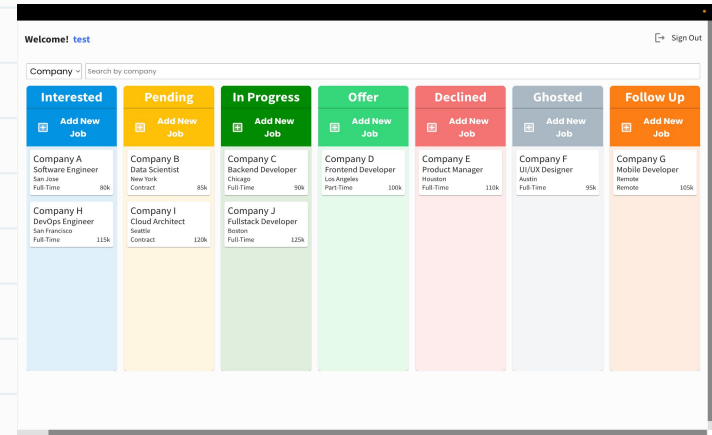 Welcome! test
Sign Out
Company
Search by company
Interested
Add New
Job
Company A
Software Engineer
San Jose
Full-Time 80k
Company H
DevOps Engineer
San Francisco
Full-Time 115k
Pending
Add New
Job
Company B
Data Scientist
New York
Contract 85k
Company I
Cloud Architect
Seattle
Contract 120k
In Progress
Add New
Job
Company C
Backend Developer
Chicago
Full-Time 90k
Company J
Fullstack Developer
Boston
Full-Time 125k
Offer
Add New
Job
Company D
Frontend Developer
Los Angeles
Part-Time 100k
Declined
Add New
Job
Company E
Product Manager
Houston
Full-Time 110k
Ghosted
Add New
Job
Company F
UI/UX Designer
Austin
Full-Time 95k
Follow Up
Add New
Job
Company G
Mobile Developer
Remote
Remote 105k